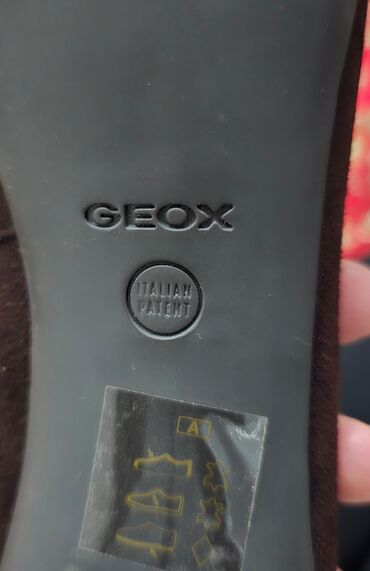 GEOX
ITALIAN
PATENT
A